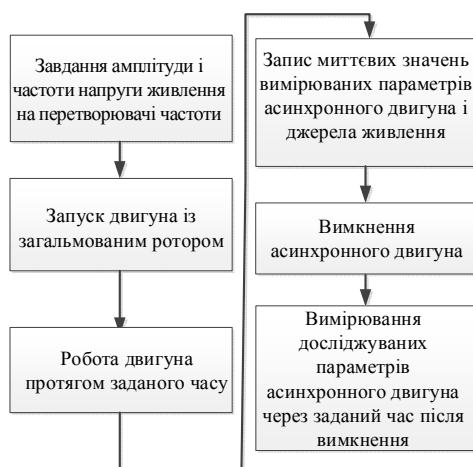 Завдання амплітуди і
частоти напруги живлення
на перетворювачі частоти
Запуск двигуна із
загальмованим ротором
Робота двигуна
протягом заданого часу
Запис миттєвих значень
вимірюваних параметрів
асинхронного двигуна і
джерела живлення
Вимкнення
асинхронного двигуна
Вимірювання
досліджуваних
параметрів
асинхронного двигуна
через заданий час після
вимкнення